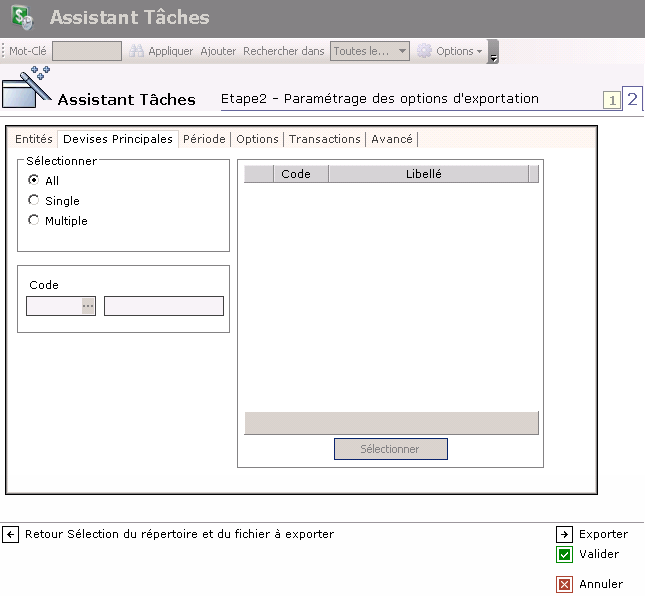 Assistant Tâches
Mot-Clé Appliquer Ajouter Rechercher dans Toutes le... Options
Assistant Tâches Etape2 - Paramétrage des options d'exportation 1 2
Entités Devises Principales Période Options Transactions Avancé
Sélectionner
All
Single
Multiple
Code
Code Libellé
Sélectionner
Retour Sélection du répertoire et du fichier à exporter
Exporter
Valider
Annuler